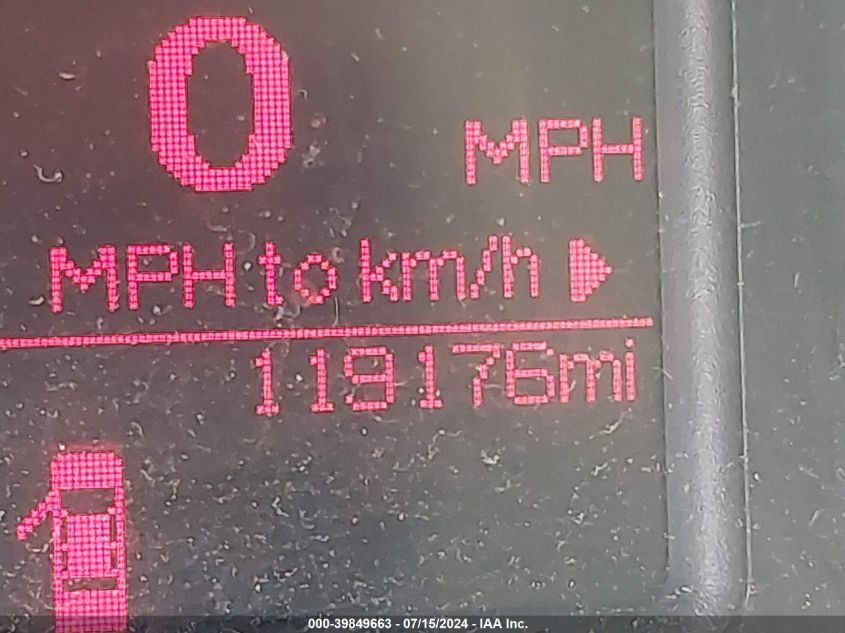 0
MPH
MPH to km/h
119176mi
000-39849663 - 07/15/2024 - IAA Inc.